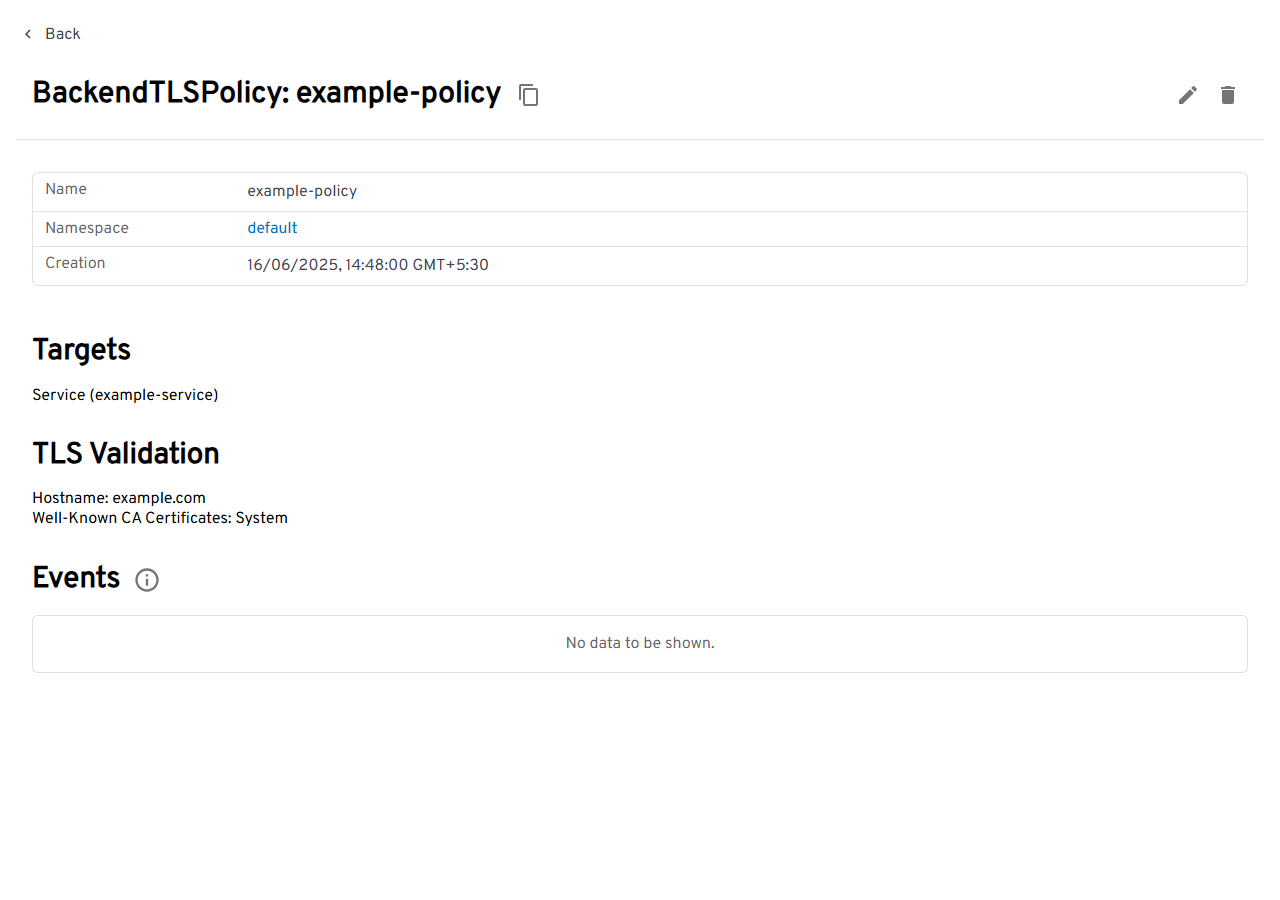 Back
BackendTLSPolicy: example-policy
Name example-policy
Namespace default
Creation 16/06/2025, 14:48:00 GMT+5:30
Targets
Service (example-service)
TLS Validation
Hostname: example.com
Well-Known CA Certificates: System
Events
No data to be shown.